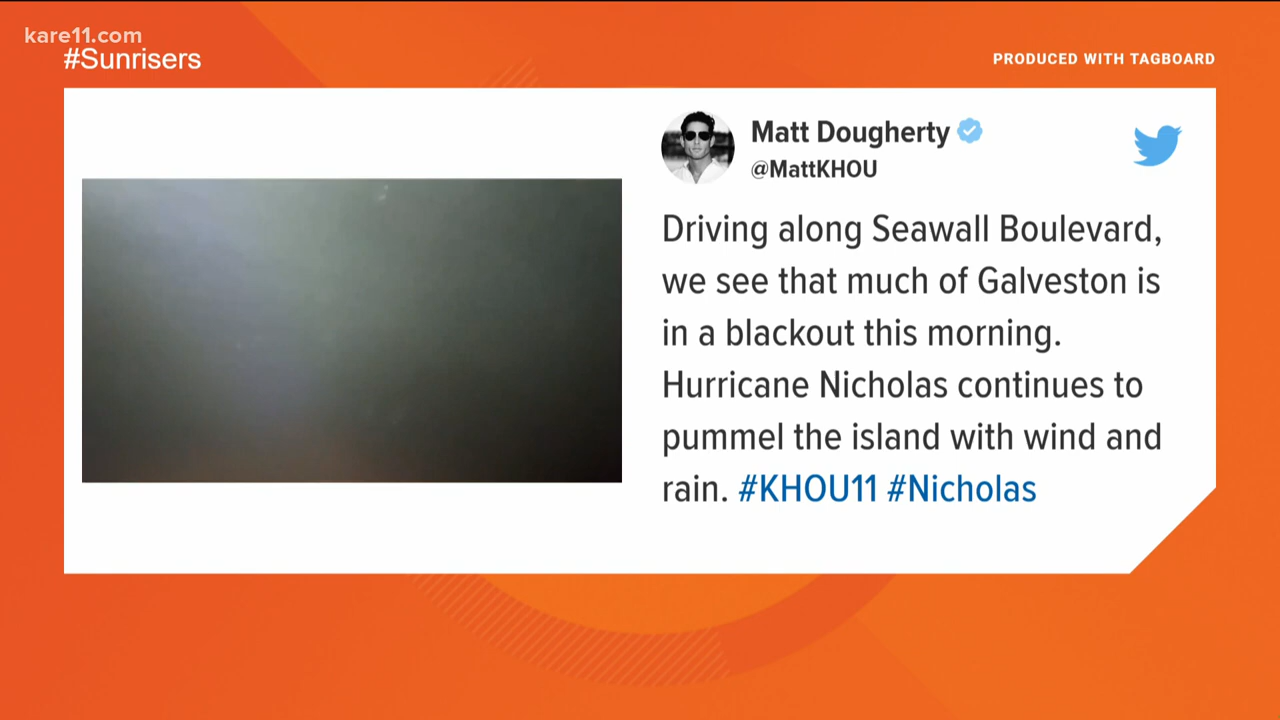 kare11.com
#Sunrisers
PRODUCED WITH TAGBOARD
Matt Dougherty
@MattKHOU
Driving along Seawall Boulevard,
we see that much of Galveston is
in a blackout this morning.
Hurricane Nicholas continues to
pummel the island with wind and
rain. #KHOU11 #Nicholas